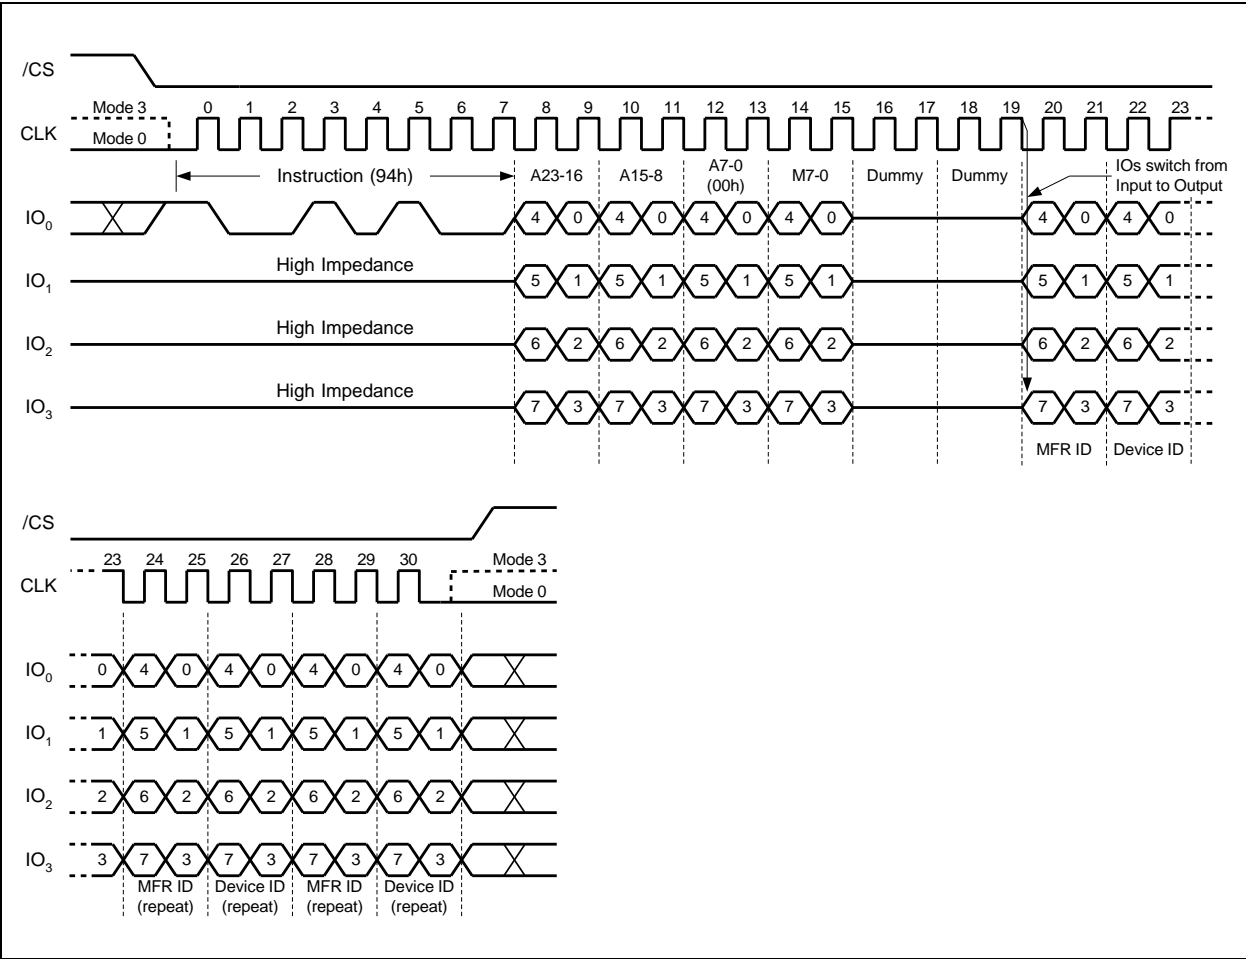 /CS
Mode 3 0 1 2 3 4 5 6 7 8 9 10 11 12 13 14 15 16 17 18 19 20 21 22 23
CLK
Mode 0
Instruction (94h) A23-16 A15-8 A7-0 (00h) M7-0 Dummy Dummy
IOs switch from
Input to Output
IO0 4 0 4 0 4 0 4 0 4 0 4 0
High Impedance
IO1 5 1 5 1 5 1 5 1 5 1 5 1
High Impedance
IO2 6 2 6 2 6 2 6 2 6 2 6 2
High Impedance
IO3 7 3 7 3 7 3 7 3 7 3 7 3
MFR ID Device ID
/CS
23 24 25 26 27 28 29 30 Mode 3
CLK
Mode 0
IO0 0 4 0 4 0 4 0 4 0
IO1 1 5 1 5 1 5 1 5 1
IO2 2 6 2 6 2 6 2 6 2
IO3 3 7 3 7 3 7 3 7 3
MFR ID Device ID MFR ID Device ID
(repeat) (repeat) (repeat) (repeat)